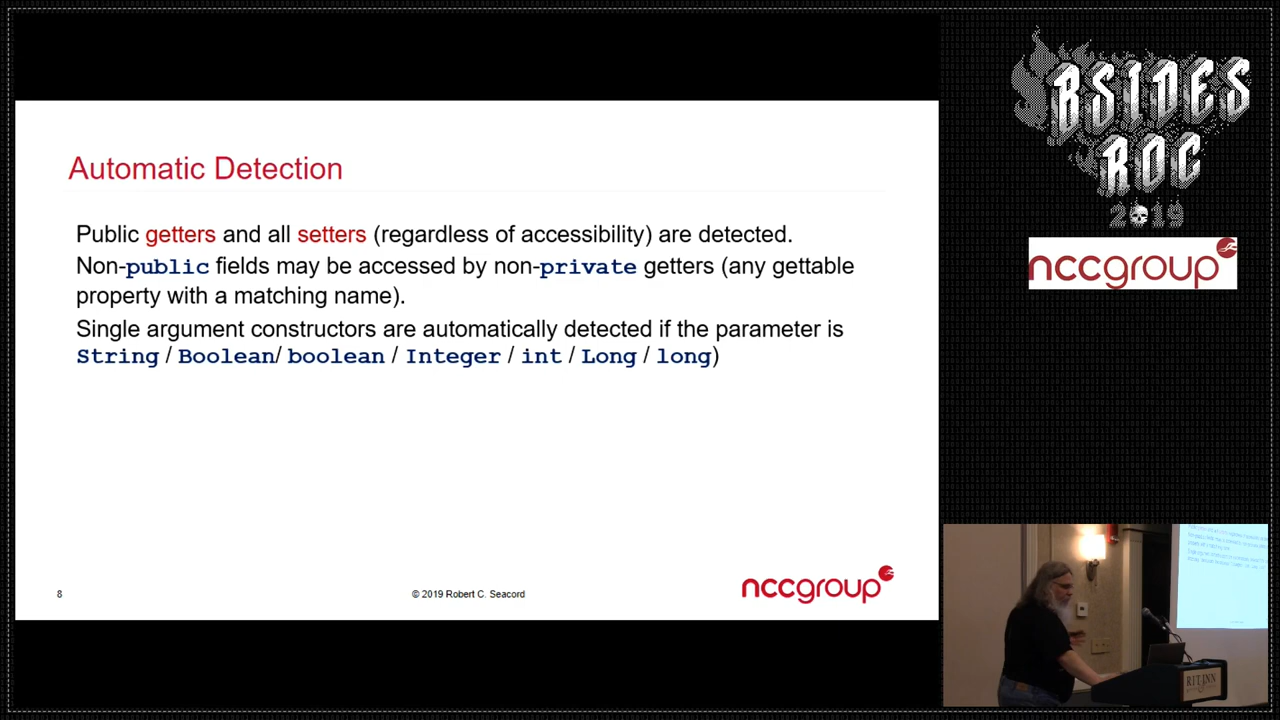 Automatic Detection
Public getters and all setters (regardless of accessibility) are detected.
Non-public fields may be accessed by non-private getters (any gettable
property with a matching name).
Single argument constructors are automatically detected if the parameter is
String / Boolean/ boolean / Integer / int / Long / long)
8
© 2019 Robert C. Seacord
nccgroup
BSIDES
ROC
2019
nccgroup
RIT INN